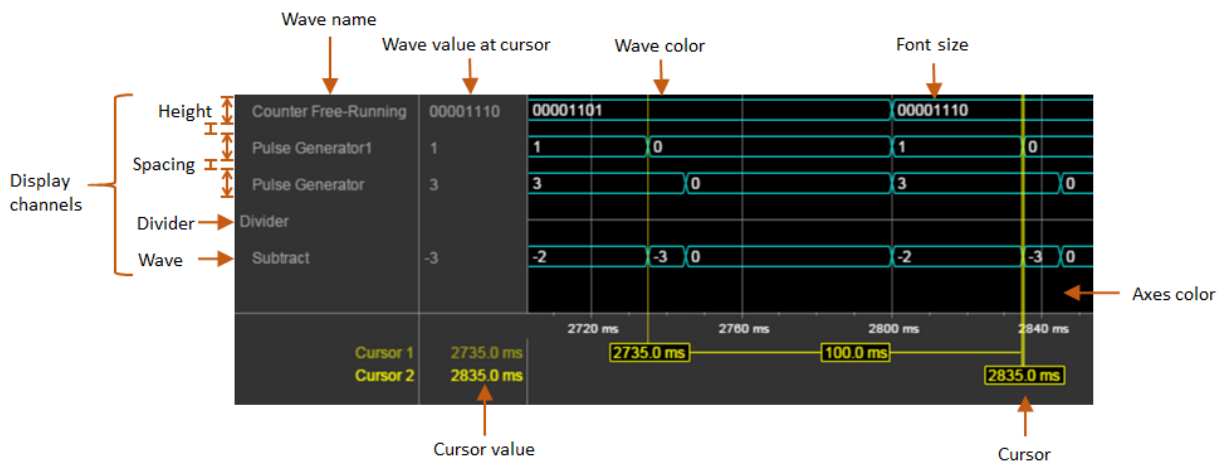 Wave name
Wave value at cursor
Wave color
Font size
Height
Counter Free-Running 00001110 00001101 00001110
Pulse Generator1 1 1 0 1 0
Spacing
Pulse Generator 3 3 0 3 0
Display
channels
Divider Divider
Wave Subtract -3 -2 -3 0 -2 -3 0
Axes color
2720 ms 2760 ms 2800 ms 2840 ms
Cursor 1 2735.0 ms 2735.0 ms 100.0 ms
Cursor 2 2835.0 ms 2835.0 ms
Cursor value
Cursor